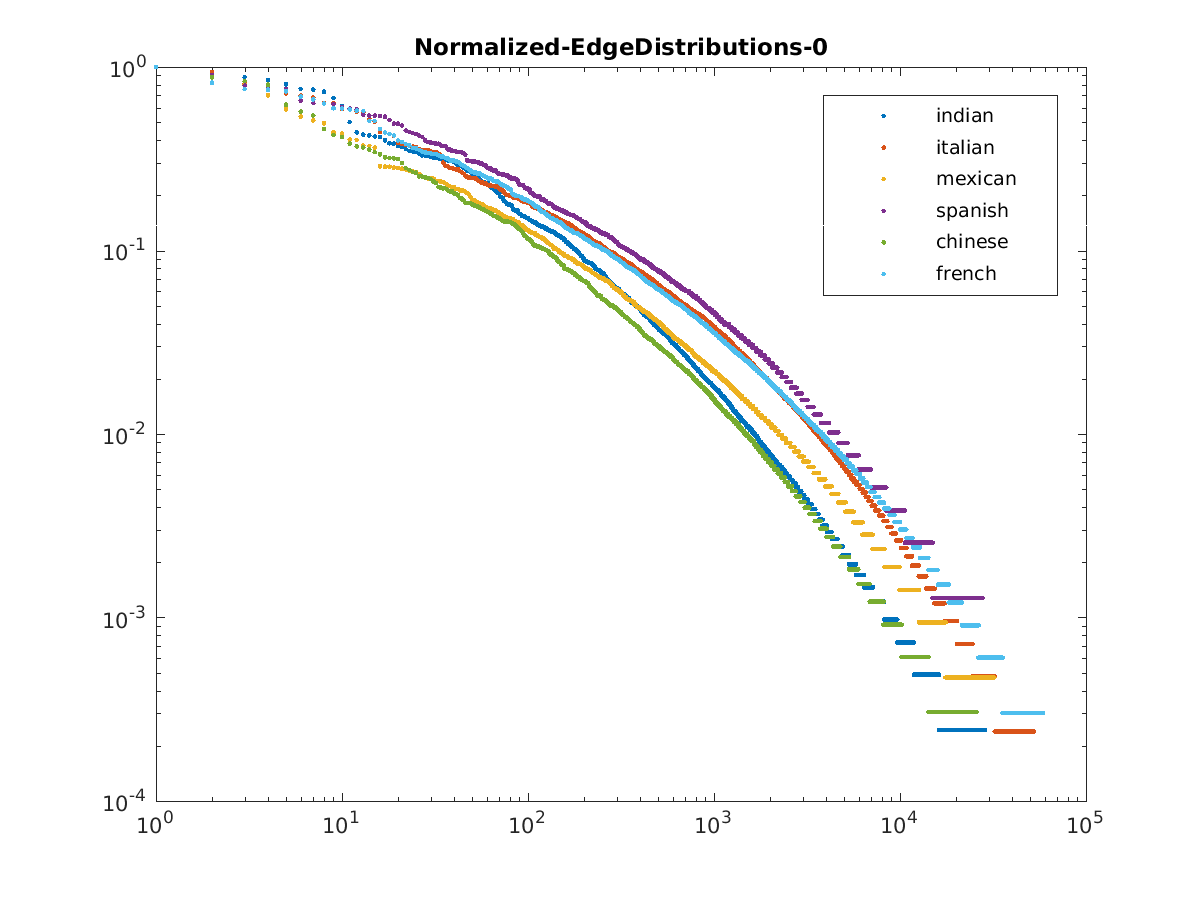 Normalized-EdgeDistributions-0
10^0
10^-1
10^-2
10^-3
10^-4
indian
italian
mexican
spanish
chinese
french
10^0 10^1 10^2 10^3 10^4 10^5